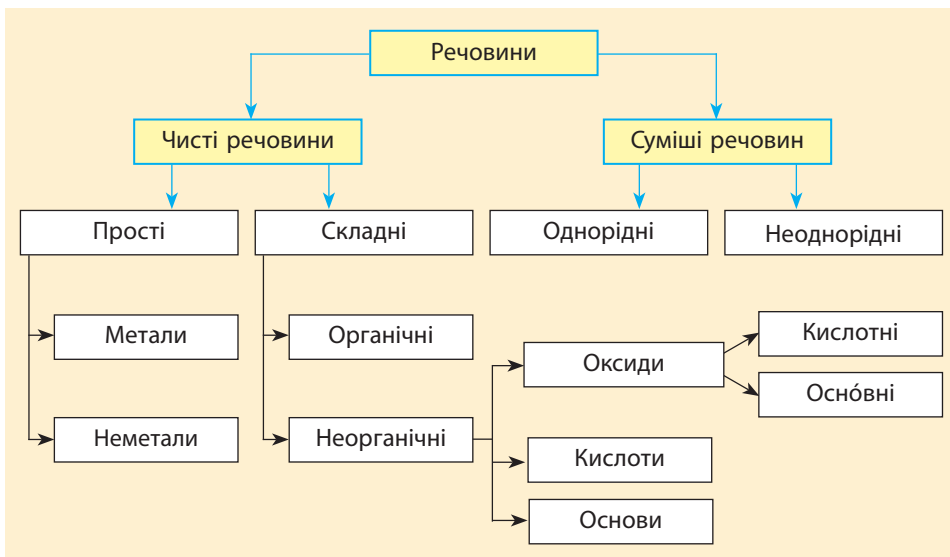 Речовини
Чисті речовини
Суміші речовин
Прості
Складні
Однорідні
Неоднорідні
Метали
Органічні
Оксиди
Кислотні
Осно́вні
Неметали
Неорганічні
Кислоти
Основи